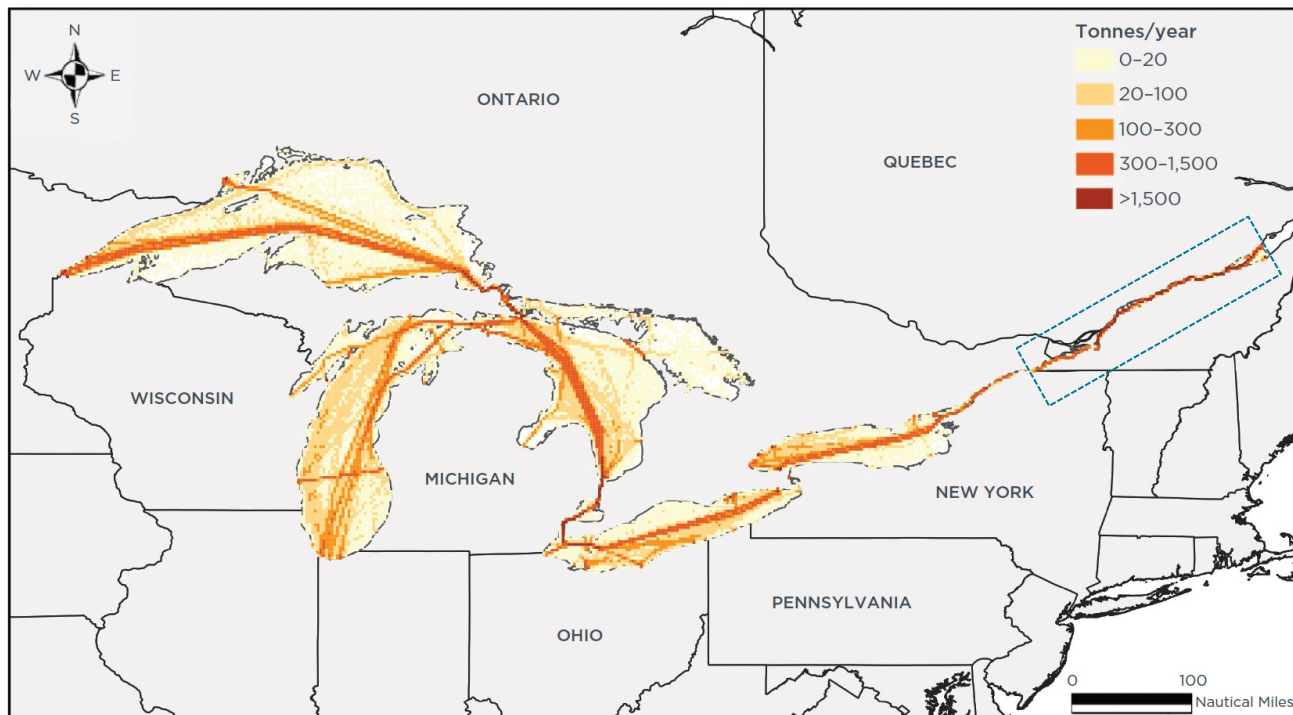 N
W E
S
Tonnes/year
0–20
20–100
100–300
300–1,500
>1,500
ONTARIO
QUEBEC
WISCONSIN
MICHIGAN
NEW YORK
PENNSYLVANIA
OHIO
0 100
Nautical Miles